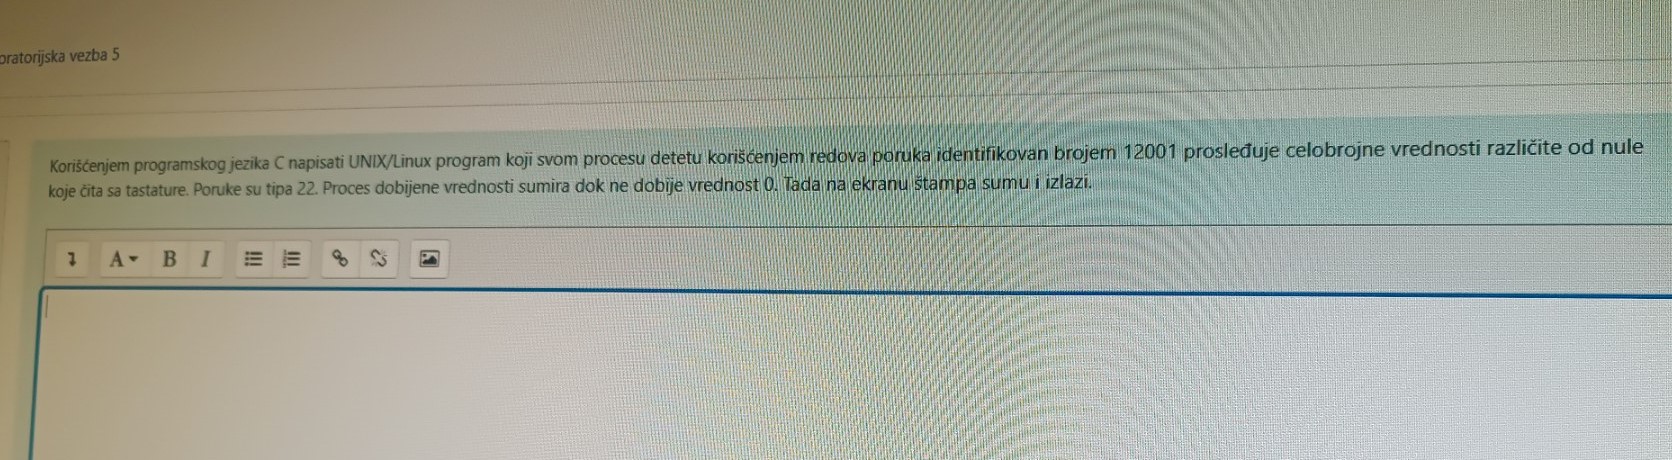 oratorijska vezba 5
Korišćenjem programskog jezika C napisati UNIX/Linux program koji svom procesu detetu korišćenjem redova poruka identifikovan brojem 12001 prosleđuje celobrojne vrednosti različite od nule
koje čita sa tastature. Poruke su tipa 22. Proces dobijene vrednosti sumira dok ne dobije vrednost 0. Tada na ekranu štampa sumu i izlazi.
A B I